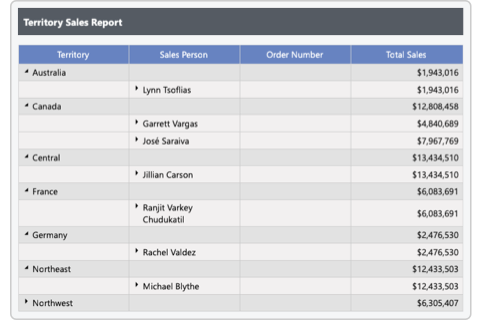 Territory Sales Report
Territory Sales Person Order Number Total Sales
Australia $1,943,016
Lynn Tsoflias $1,943,016
Canada $12,808,458
Garrett Vargas $4,840,689
José Saraiva $7,967,769
Central $13,434,510
Jillian Carson $13,434,510
France $6,083,691
Ranjit Varkey
Chudukatil $6,083,691
Germany $2,476,530
Rachel Valdez $2,476,530
Northeast $12,433,503
Michael Blythe $12,433,503
Northwest $6,305,407